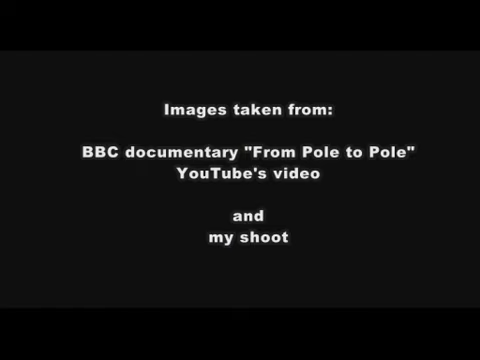 Images taken from:
BBC documentary "From Pole to Pole"
YouTube's video
and
my shoot